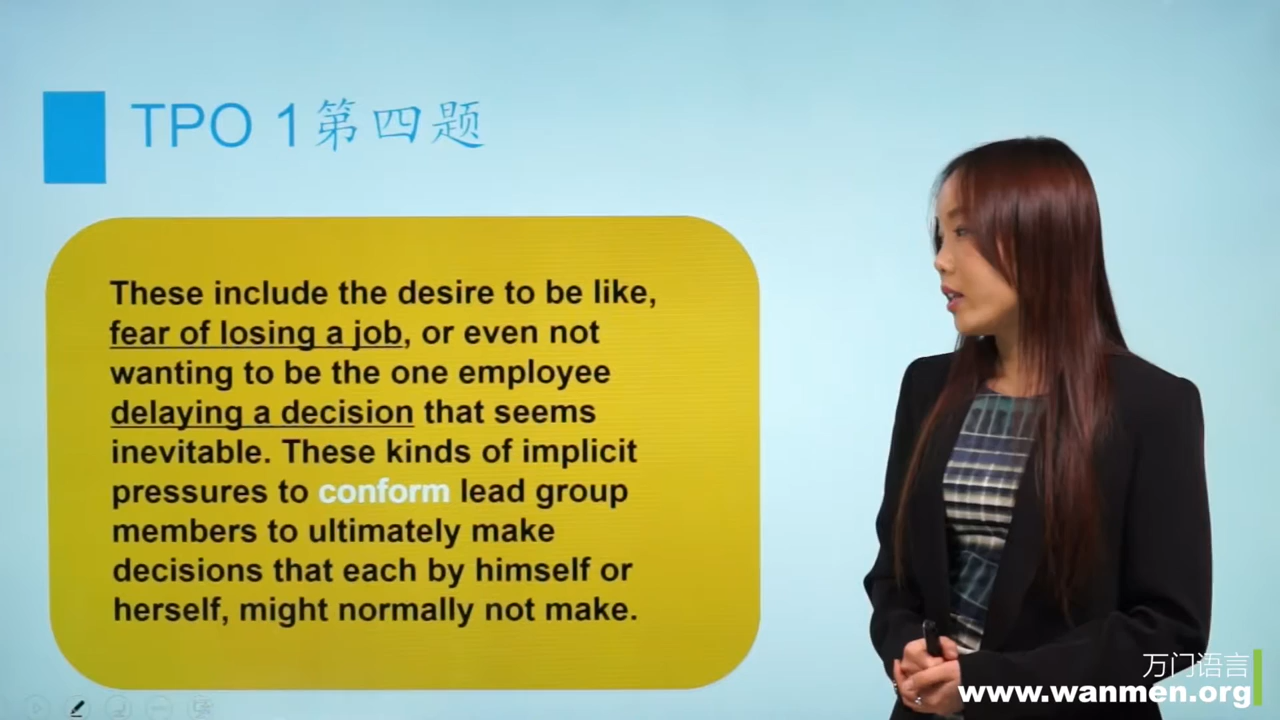 TPO 1第四题
These include the desire to be like,
fear of losing a job, or even not
wanting to be the one employee
delaying a decision that seems
inevitable. These kinds of implicit
pressures to conform lead group
members to ultimately make
decisions that each by himself or
herself, might normally not make.
万门语言
www.wanmen.org